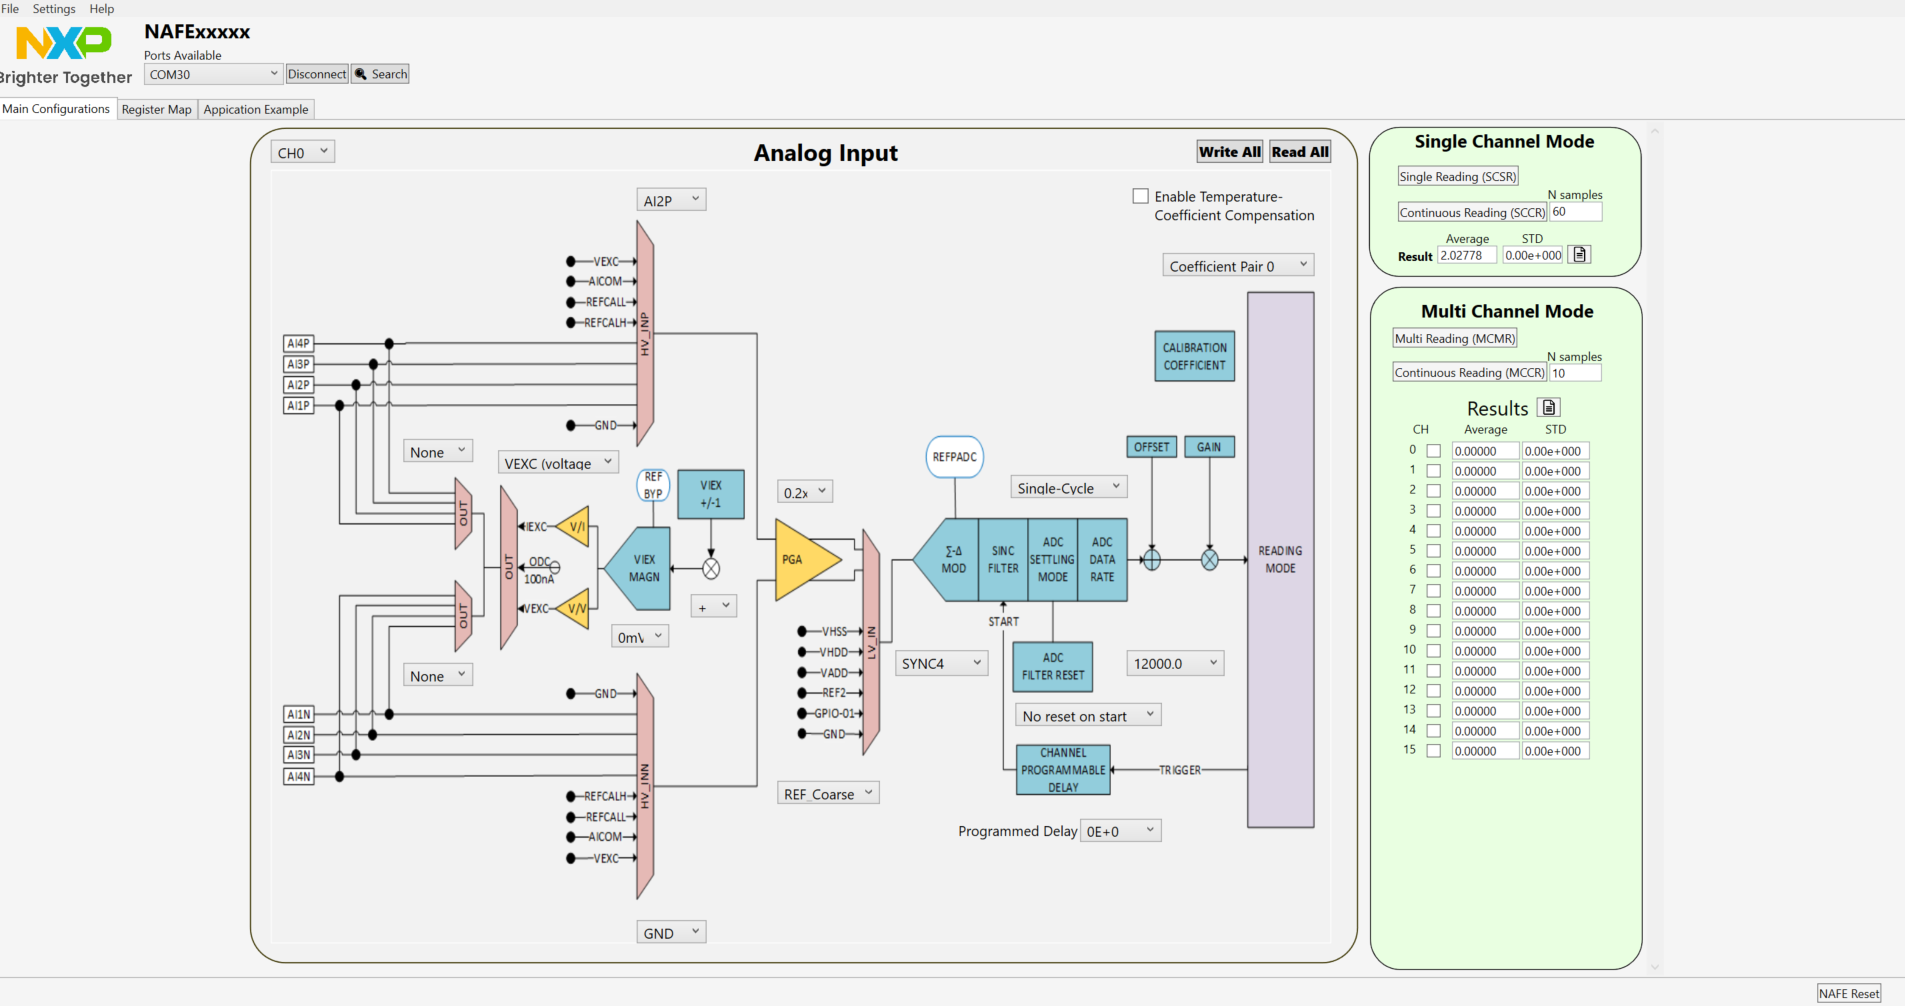 File Settings Help
NXP
Brighter Together
NAFExxxxx
Ports Available
COM30 Disconnect Search
Main Configurations Register Map Appication Example
CH0
Analog Input
Write All Read All
AI2P
Enable Temperature-
Coefficient Compensation
Coefficient Pair 0
VEXC
AICOM
REFCALL
REFCALH
HV_INP
AI4P
AI3P
AI2P
AI1P
GND
CALIBRATION
COEFFICIENT
None
VEXC (voltage
OUT
REF
BYP
VIEX
+/-1
0.2x
REFPADC
Single-Cycle
OFFSET GAIN
IEXC V/I
OUT
ODC
100nA
VEXC V/V
VIEX
MAGN
PGA
Σ-Δ
MOD
SINC
FILTER
ADC
SETTLING
MODE
ADC
DATA
RATE
READING
MODE
OUT
+
0mV
START
None
VHSS
VHDD
VADD
REF2
GPIO-01
GND
LV_IN
SYNC4
ADC
FILTER RESET
12000.0
No reset on start
GND
AI1N
AI2N
AI3N
AI4N
HV_INN
REFCALH
REFCALL
AICOM
VEXC
REF_Coarse
CHANNEL
PROGRAMMABLE
DELAY
TRIGGER
Programmed Delay 0E+0
GND
Single Channel Mode
Single Reading (SCSR)
N samples
Continuous Reading (SCCR) 60
Average STD
Result 2.02778 0.00e+000
Multi Channel Mode
Multi Reading (MCMR)
N samples
Continuous Reading (MCCR) 10
Results
CH Average STD
0 0.00000 0.00e+000
1 0.00000 0.00e+000
2 0.00000 0.00e+000
3 0.00000 0.00e+000
4 0.00000 0.00e+000
5 0.00000 0.00e+000
6 0.00000 0.00e+000
7 0.00000 0.00e+000
8 0.00000 0.00e+000
9 0.00000 0.00e+000
10 0.00000 0.00e+000
11 0.00000 0.00e+000
12 0.00000 0.00e+000
13 0.00000 0.00e+000
14 0.00000 0.00e+000
15 0.00000 0.00e+000
NAFE Reset